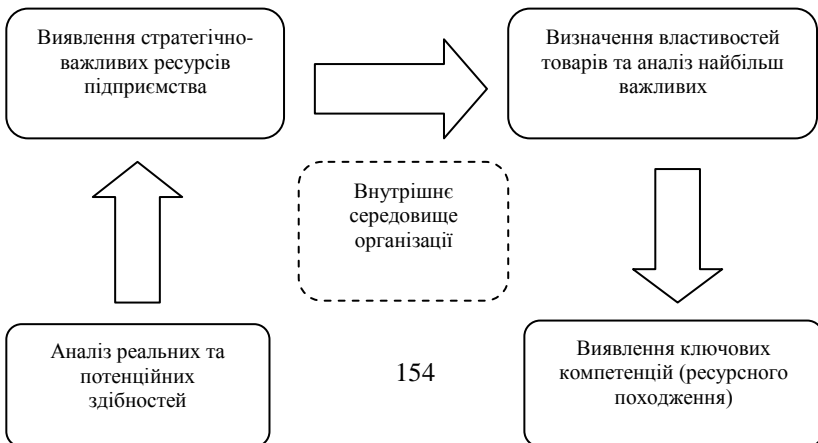 Виявлення стратегічно-
важливих ресурсів
підприємства
Визначення властивостей
товарів та аналіз найбільш
важливих
Внутрішнє
середовище
організації
Аналіз реальних та
потенційних
здібностей
154
Виявлення ключових
компетенцій (ресурсного
походження)